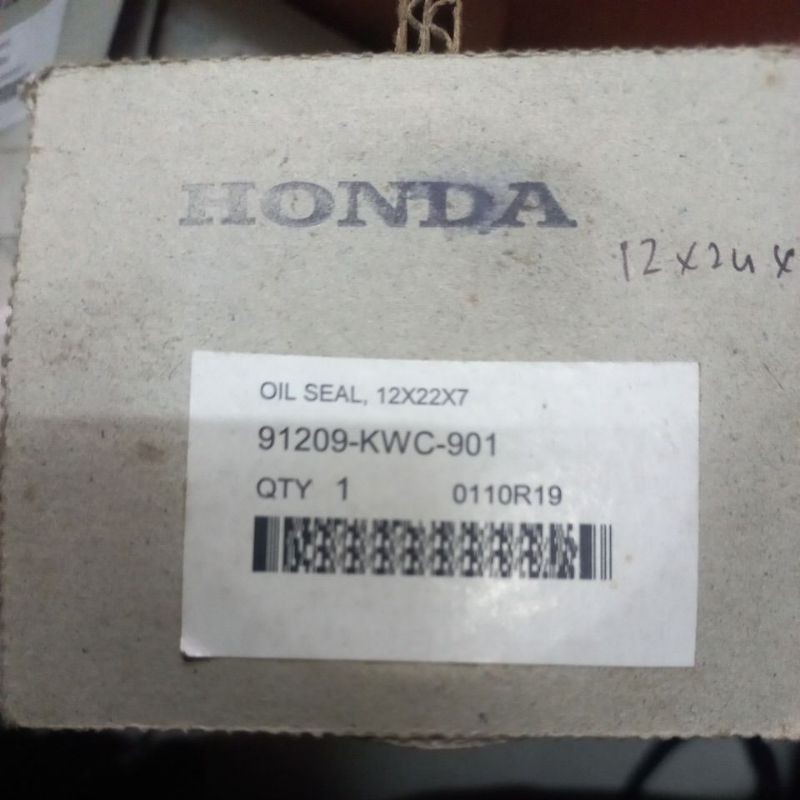 HONDA
12x24x
OIL SEAL, 12X22X7
91209-KWC-901
QTY 1 0110R19